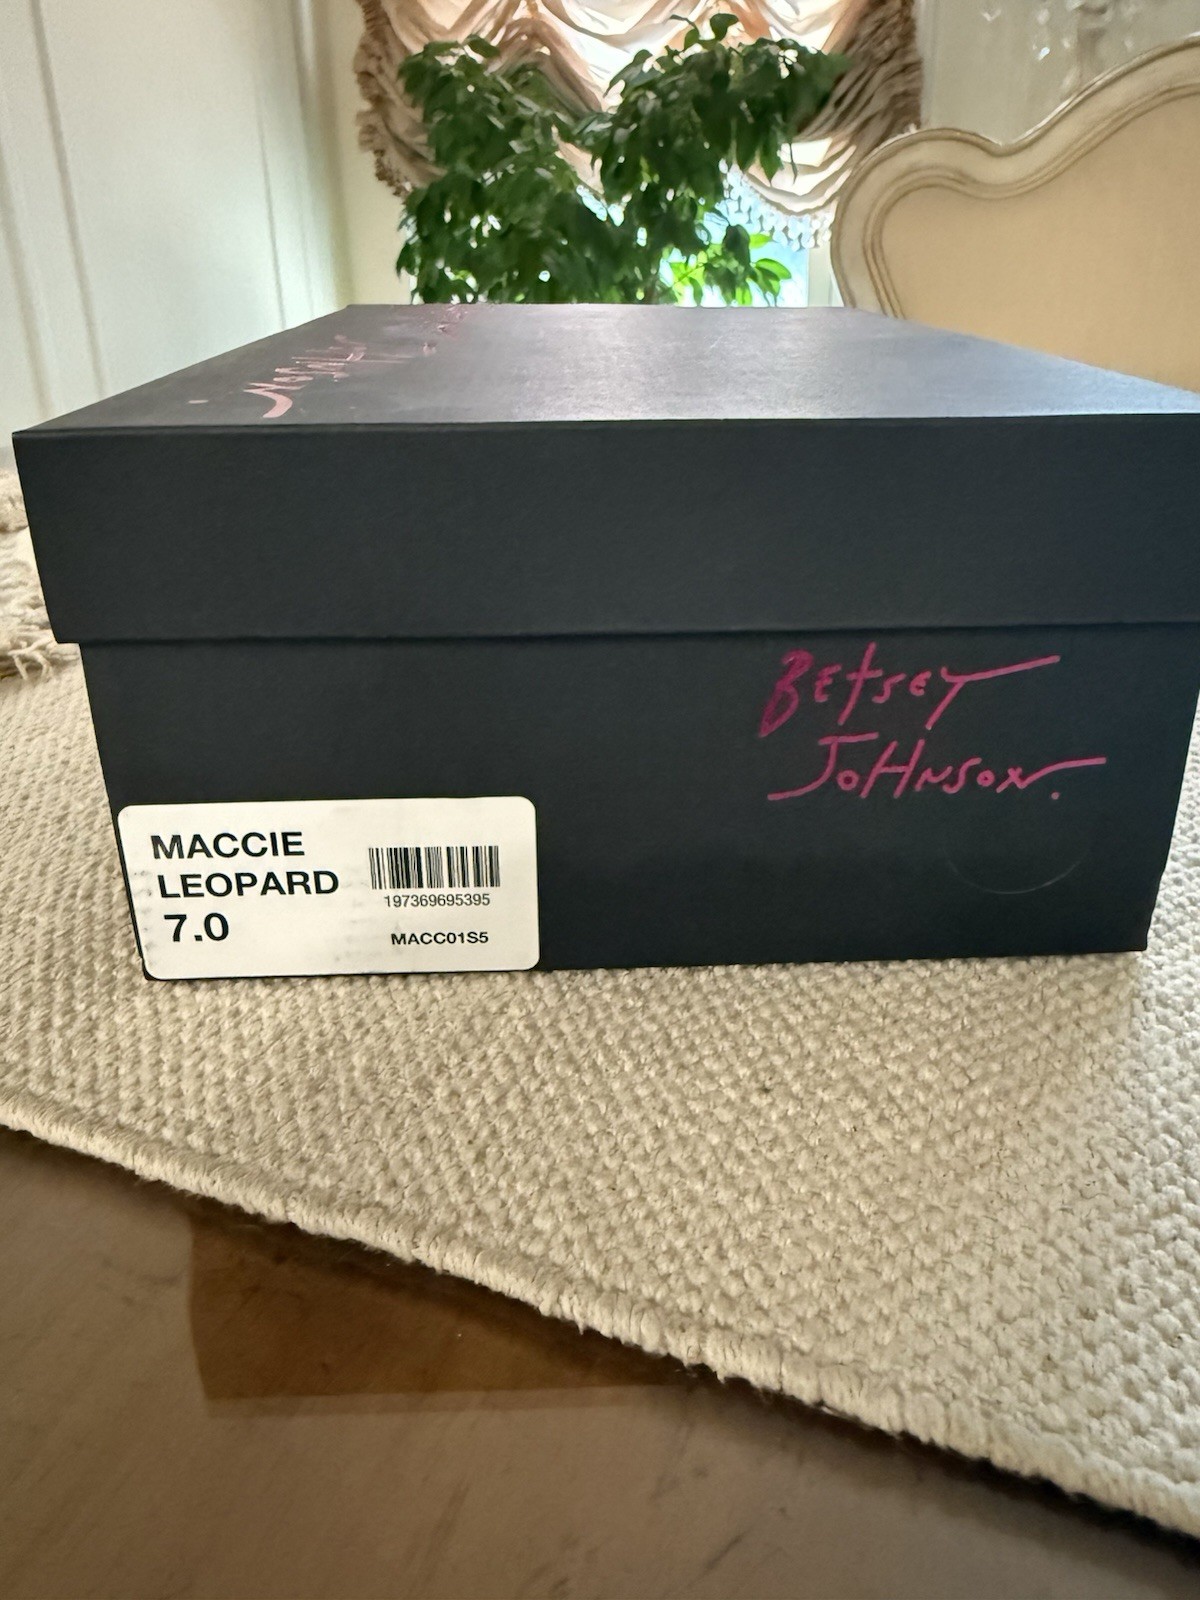 BETSEY
JOHNSON.
MACCIE
LEOPARD
7.0
197369695395
MACC01S5